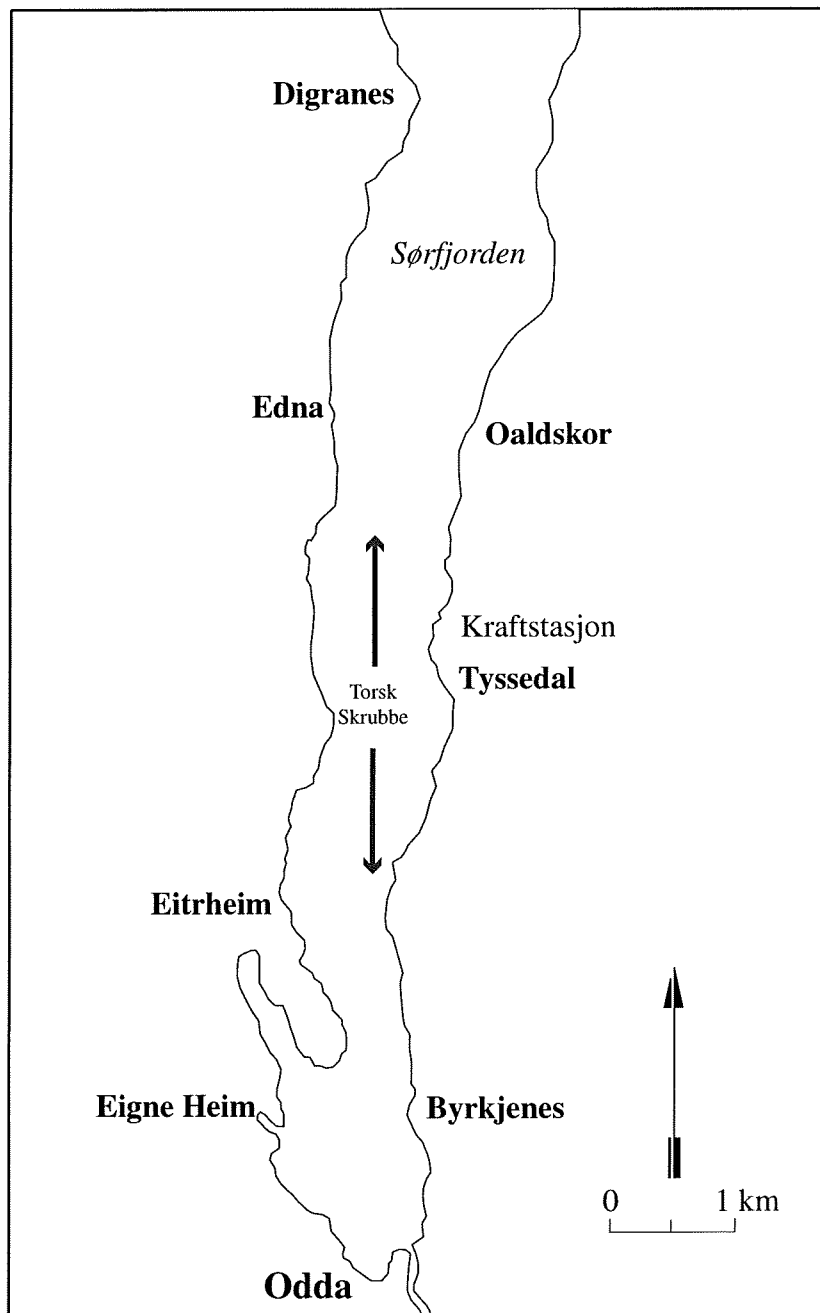 Digranes
Sørfjorden
Edna
Oaldskor
Kraftstasjon
Tyssedal
Torsk
Skrubbe
Eitrheim
Eigne Heim
Byrkjenes
0 1 km
Odda